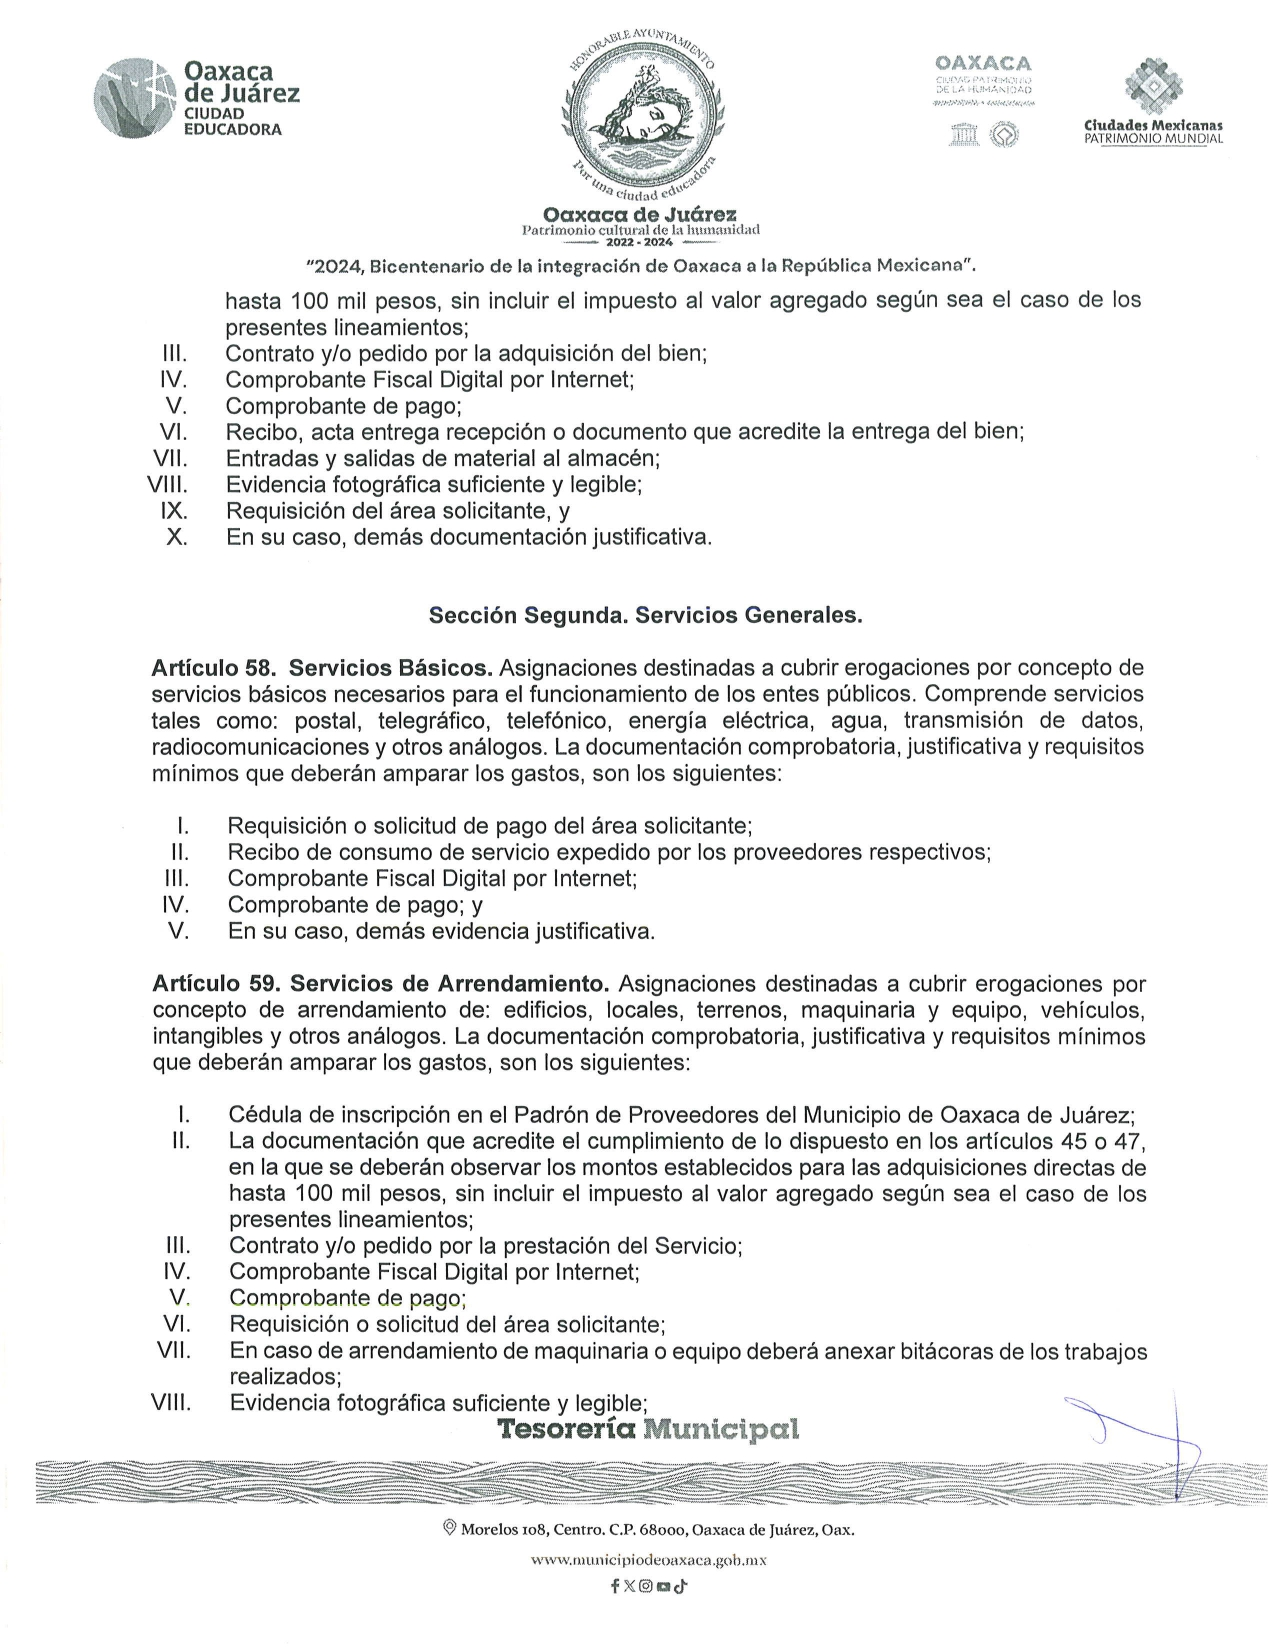 Oaxaca
de Juárez
CIUDAD
EDUCADORA
HONORABLE AYUNTAMIENTO
Por una ciudad educadora
Oaxaca de Juárez
Patrimonio cultural de la humanidad
2022 - 2024
OAXACA
CIUDAD PATRIMONIO
DE LA HUMANIDAD
Ciudades Mexicanas
PATRIMONIO MUNDIAL
"2024, Bicentenario de la integración de Oaxaca a la República Mexicana".
hasta 100 mil pesos, sin incluir el impuesto al valor agregado según sea el caso de los
presentes lineamientos;
III. Contrato y/o pedido por la adquisición del bien;
IV. Comprobante Fiscal Digital por Internet;
V. Comprobante de pago;
VI. Recibo, acta entrega recepción o documento que acredite la entrega del bien;
VII. Entradas y salidas de material al almacén;
VIII. Evidencia fotográfica suficiente y legible;
IX. Requisición del área solicitante, y
X. En su caso, demás documentación justificativa.
Sección Segunda. Servicios Generales.
Artículo 58. Servicios Básicos. Asignaciones destinadas a cubrir erogaciones por concepto de
servicios básicos necesarios para el funcionamiento de los entes públicos. Comprende servicios
tales como: postal, telegráfico, telefónico, energía eléctrica, agua, transmisión de datos,
radiocomunicaciones y otros análogos. La documentación comprobatoria, justificativa y requisitos
mínimos que deberán amparar los gastos, son los siguientes:
I. Requisición o solicitud de pago del área solicitante;
II. Recibo de consumo de servicio expedido por los proveedores respectivos;
III. Comprobante Fiscal Digital por Internet;
IV. Comprobante de pago; y
V. En su caso, demás evidencia justificativa.
Artículo 59. Servicios de Arrendamiento. Asignaciones destinadas a cubrir erogaciones por
concepto de arrendamiento de: edificios, locales, terrenos, maquinaria y equipo, vehículos,
intangibles y otros análogos. La documentación comprobatoria, justificativa y requisitos mínimos
que deberán amparar los gastos, son los siguientes:
I. Cédula de inscripción en el Padrón de Proveedores del Municipio de Oaxaca de Juárez;
II. La documentación que acredite el cumplimiento de lo dispuesto en los artículos 45 o 47,
en la que se deberán observar los montos establecidos para las adquisiciones directas de
hasta 100 mil pesos, sin incluir el impuesto al valor agregado según sea el caso de los
presentes lineamientos;
III. Contrato y/o pedido por la prestación del Servicio;
IV. Comprobante Fiscal Digital por Internet;
V. Comprobante de pago;
VI. Requisición o solicitud del área solicitante;
VII. En caso de arrendamiento de maquinaria o equipo deberá anexar bitácoras de los trabajos
realizados;
VIII. Evidencia fotográfica suficiente y legible;
Tesorería Municipal
Morelos 108, Centro. C.P. 68000, Oaxaca de Juárez, Oax.
www.municipiodeoaxaca.gob.mx